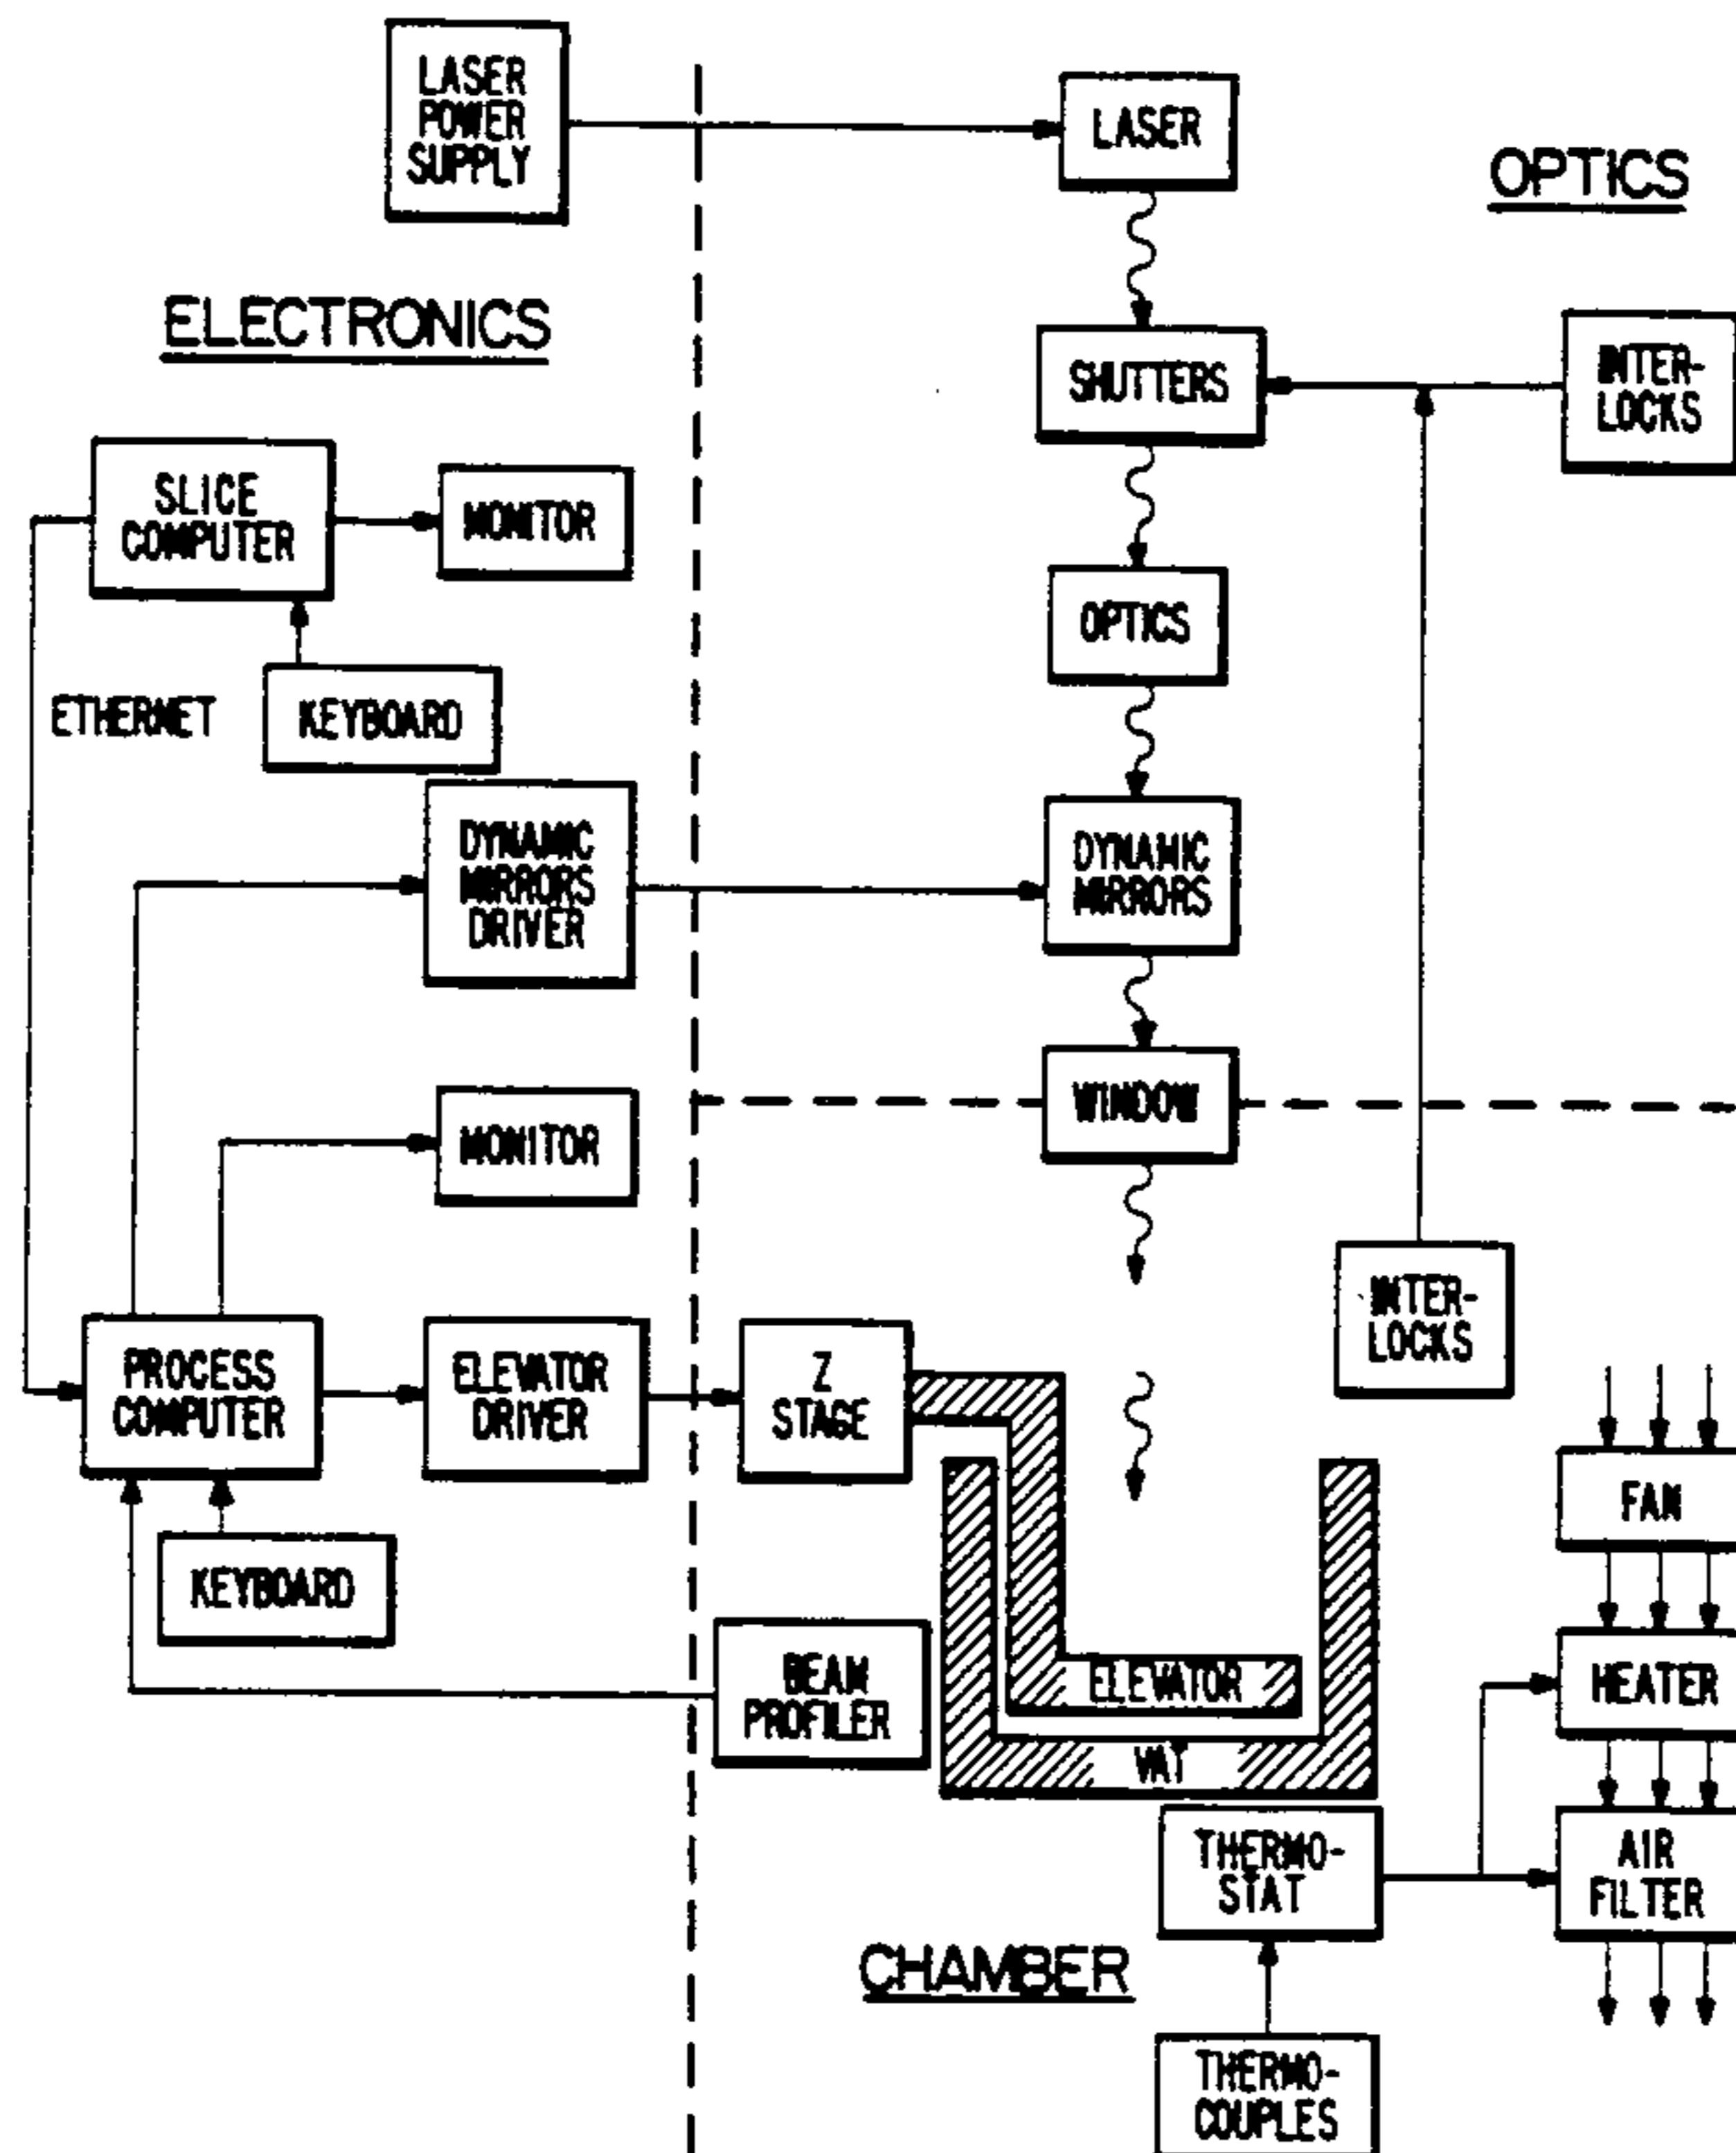 LASER
POWER
SUPPLY
LASER
OPTICS
ELECTRONICS
SHUTTERS
INTER-
LOCKS
SLICE
COMPUTER
MONITOR
OPTICS
ETHERNET
KEYBOARD
DYNAMIC
MIRRORS
DRIVER
DYNAMIC
MIRRORS
WINDOW
MONITOR
INTER-
LOCKS
PROCESS
COMPUTER
ELEVATOR
DRIVER
Z
STAGE
FAN
KEYBOARD
BEAM
PROFILER
ELEVATOR
HEATER
VAT
THERMO-
STAT
AIR
FILTER
CHAMBER
THERMO-
COUPLES